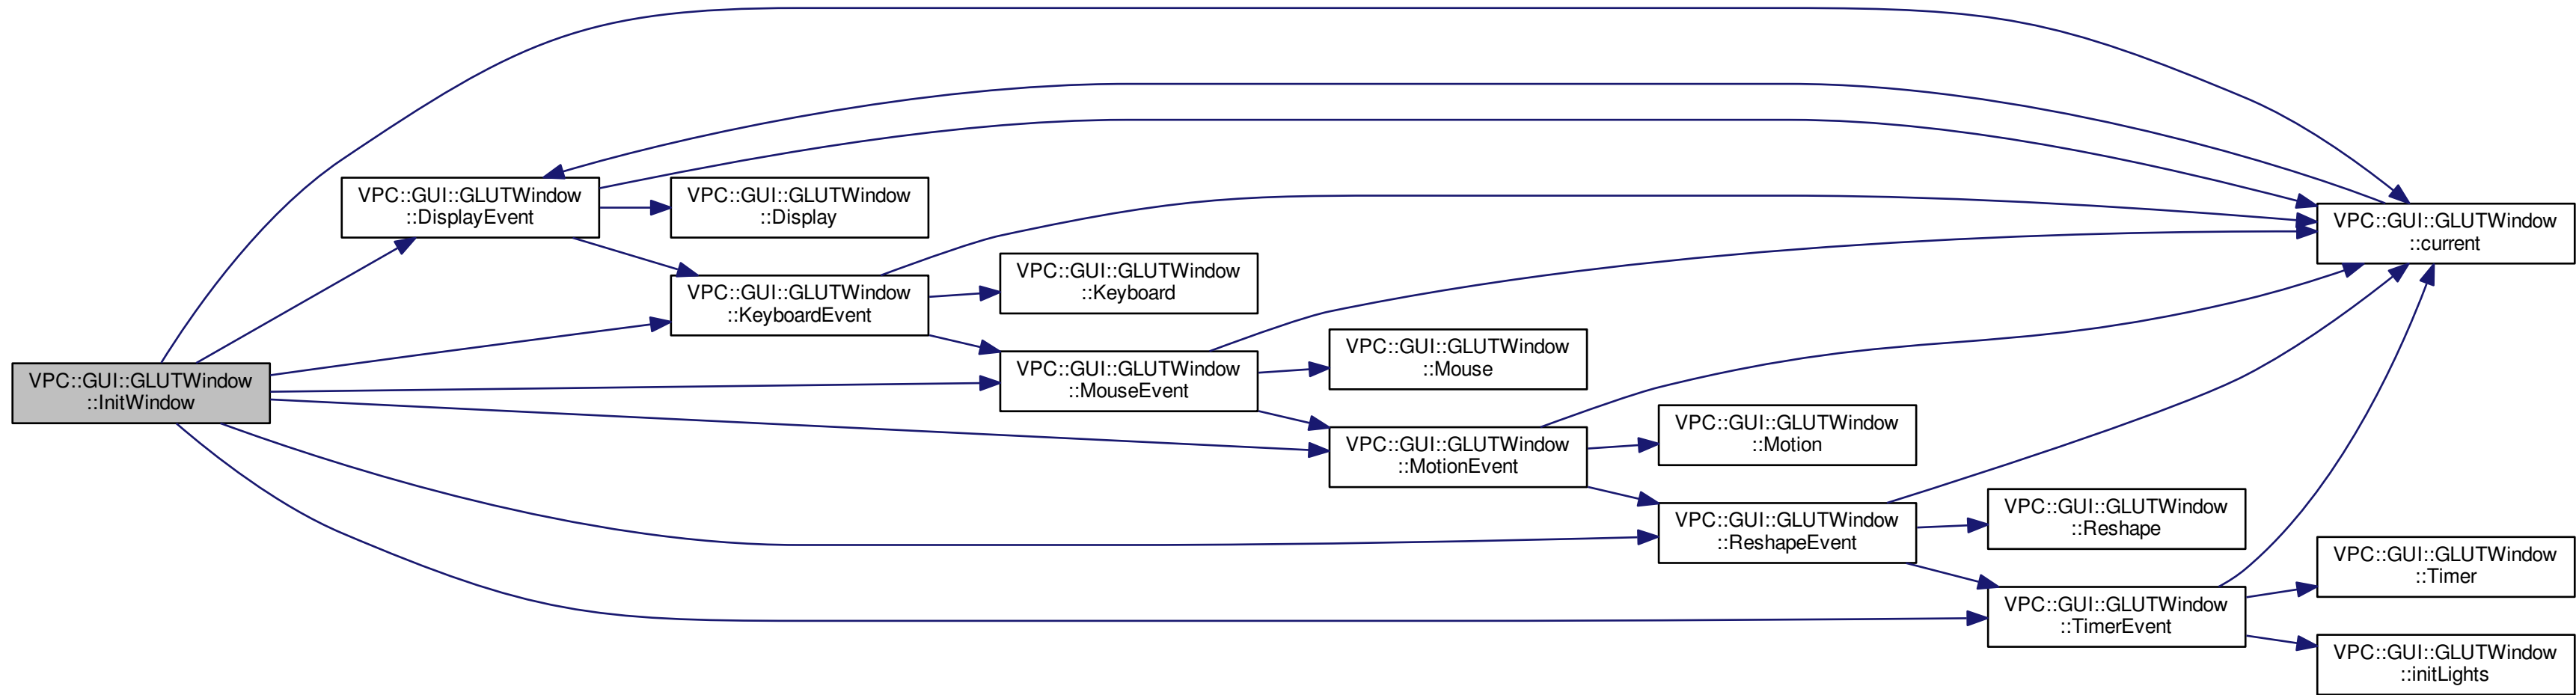 VPC::GUI::GLUTWindow
::InitWindow
VPC::GUI::GLUTWindow
::DisplayEvent
VPC::GUI::GLUTWindow
::Display
VPC::GUI::GLUTWindow
::KeyboardEvent
VPC::GUI::GLUTWindow
::Keyboard
VPC::GUI::GLUTWindow
::MouseEvent
VPC::GUI::GLUTWindow
::Mouse
VPC::GUI::GLUTWindow
::MotionEvent
VPC::GUI::GLUTWindow
::Motion
VPC::GUI::GLUTWindow
::ReshapeEvent
VPC::GUI::GLUTWindow
::Reshape
VPC::GUI::GLUTWindow
::TimerEvent
VPC::GUI::GLUTWindow
::current
VPC::GUI::GLUTWindow
::Timer
VPC::GUI::GLUTWindow
::initLights